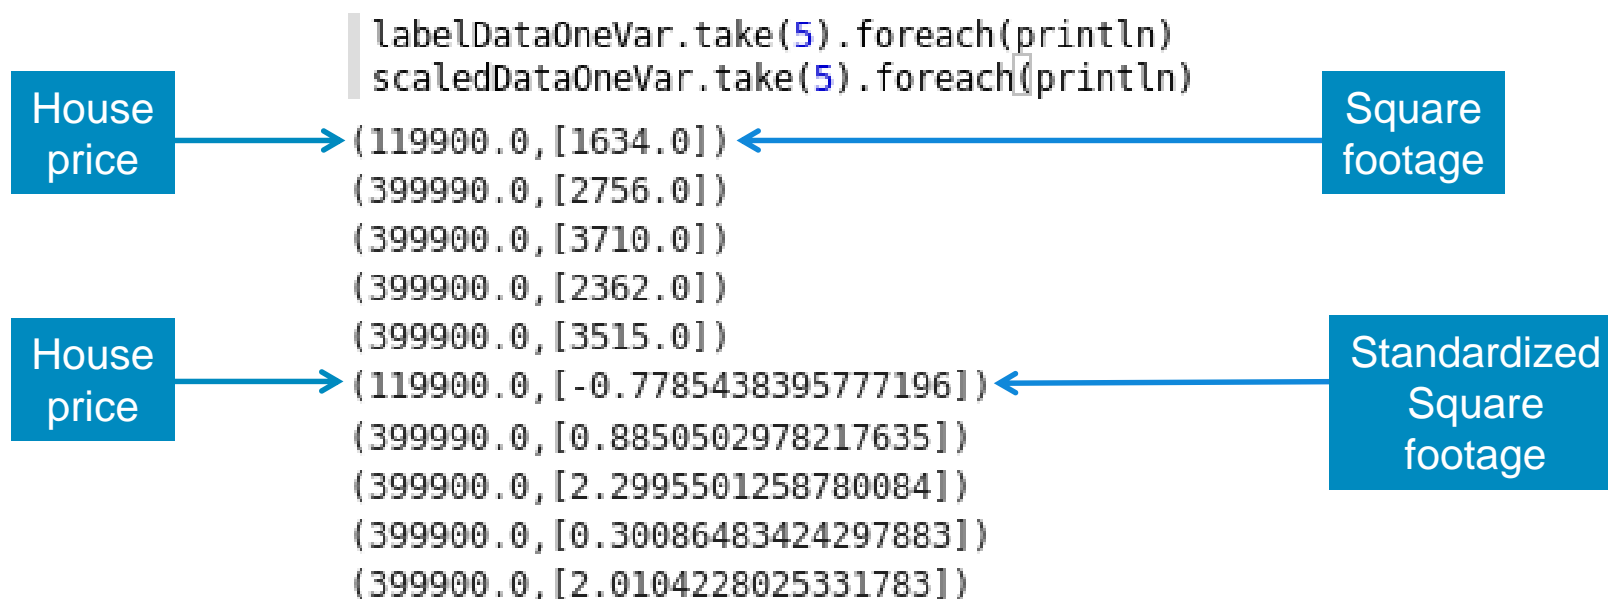 labelDataOneVar.take(5).foreach(println)
scaledDataOneVar.take(5).foreach(println)
House
price
Square
footage
(119900.0,[1634.0])
(399990.0,[2756.0])
(399900.0,[3710.0])
(399900.0,[2362.0])
(399900.0,[3515.0])
House
price
Standardized
Square
footage
(119900.0,[-0.7785438395777196])
(399990.0,[0.8850502978217635])
(399900.0,[2.2995501258780084])
(399900.0,[0.30086483424297883])
(399900.0,[2.0104228025331783])